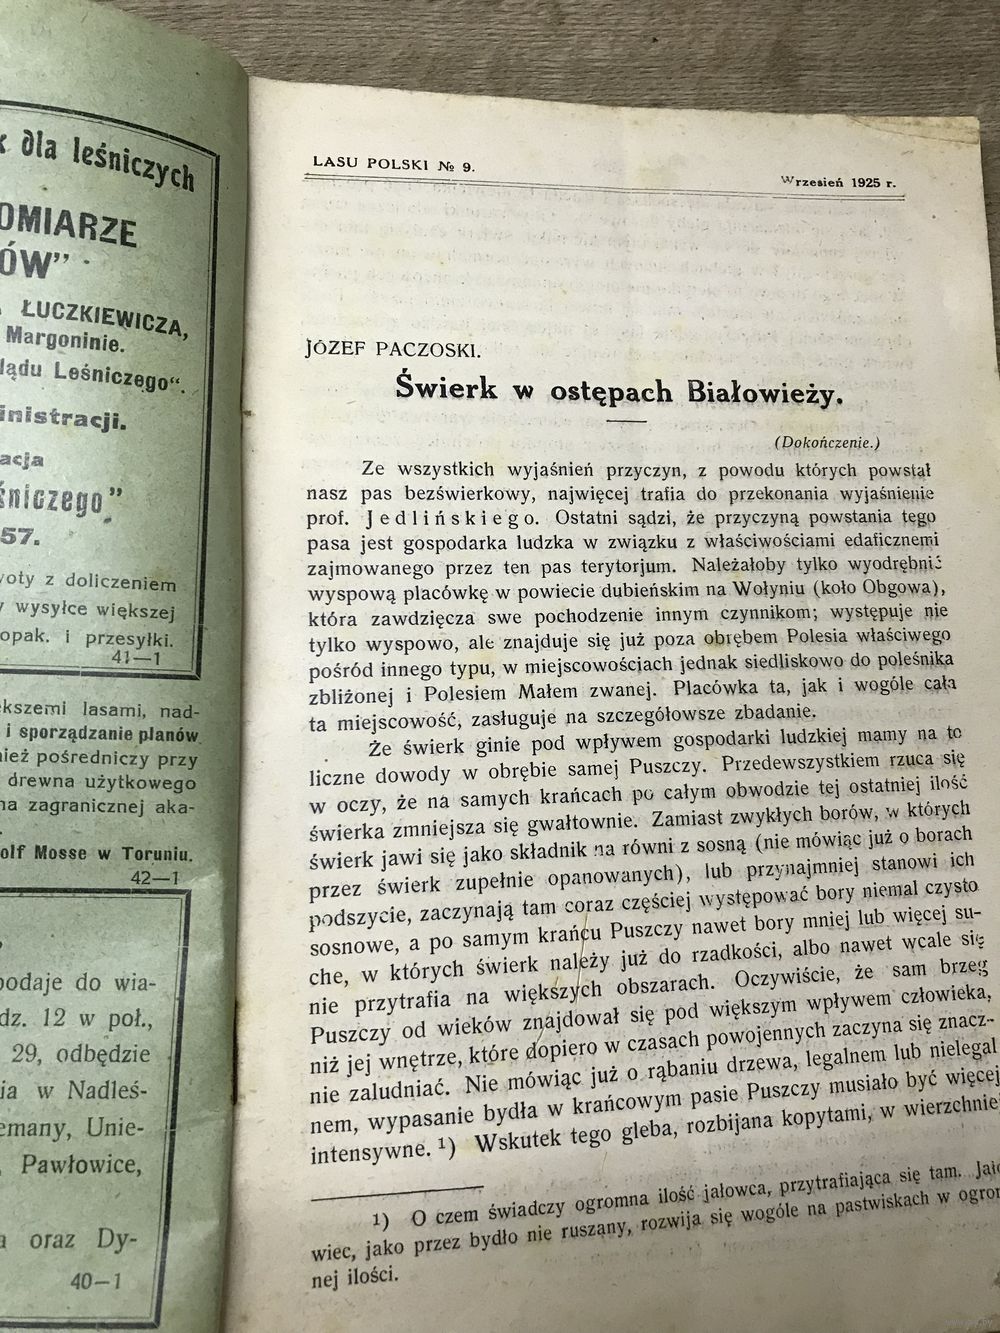 k dla leśniczych
OMIARZE
ÓW”
ŁUCZKIEWICZA,
Margoninie.
lądu Leśniczego“.
inistracji.
acja
śniczego”
57.
woty z doliczeniem
wysyłce większej
opak. i przesyłki.
41—1
kszemi lasami, nad-
i sporządzanie planów
nież pośredniczy przy
drewna użytkowego
na zagranicznej aka-
olf Mosse w Toruniu.
42—1
podaje do wia-
dz. 12 w poł.,
29, odbędzie
ia w Nadleś-
emany, Unie-
Pawłowice,
a oraz Dy-
40—1
LASU POLSKI № 9.
Wrzesień 1925 r.
JÓZEF PACZOSKI.
Świerk w ostępach Białowieży.
(Dokończenie.)
Ze wszystkich wyjaśnień przyczyn, z powodu których powstał
nasz pas bezświerkowy, najwięcej trafia do przekonania wyjaśnienie
prof. Jedlińskiego. Ostatni sądzi, że przyczyną powstania tego
pasa jest gospodarka ludzka w związku z właściwościami edaficznemi
zajmowanego przez ten pas terytorjum. Należałoby tylko wyodrębnić
wyspową placówkę w powiecie dubieńskim na Wołyniu (koło Obgowa),
która zawdzięcza swe pochodzenie innym czynnikom; występuje nie
tylko wyspowo, ale znajduje się już poza obrębem Polesia właściwego
pośród innego typu, w miejscowościach jednak siedliskowo do poleśnika
zbliżonej i Polesiem Małem zwanej. Placówka ta, jak i wogóle cała
ta miejscowość, zasługuje na szczegółowsze zbadanie.
Że świerk ginie pod wpływem gospodarki ludzkiej mamy na to
liczne dowody w obrębie samej Puszczy. Przedewszystkiem rzuca się
w oczy, że na samych krańcach po całym obwodzie tej ostatniej ilość
świerka zmniejsza się gwałtownie. Zamiast zwykłych borów, w których
świerk jawi się jako składnik na równi z sosną (nie mówiąc już o borach
przez świerk zupełnie opanowanych), lub przynajmniej stanowi ich
podszycie, zaczynają tam coraz częściej występować bory niemal czysto
sosnowe, a po samym krańcu Puszczy nawet bory mniej lub więcej su-
che, w których świerk należy już do rzadkości, albo nawet wcale się
nie przytrafia na większych obszarach. Oczywiście, że sam brzeg
Puszczy od wieków znajdował się pod większym wpływem człowieka,
niż jej wnętrze, które dopiero w czasach powojennych zaczyna się znacz-
nie zaludniać. Nie mówiąc już o rąbaniu drzewa, legalnem lub nielegal
nem, wypasanie bydła w krańcowym pasie Puszczy musiało być więcej
intensywne. ¹) Wskutek tego gleba, rozbijana kopytami, w wierzchnie
¹) O czem świadczy ogromna ilość jałowca, przytrafiająca się tam. Jało
wiec, jako przez bydło nie ruszany, rozwija się wogóle na pastwiskach w ogrom
nej ilości.